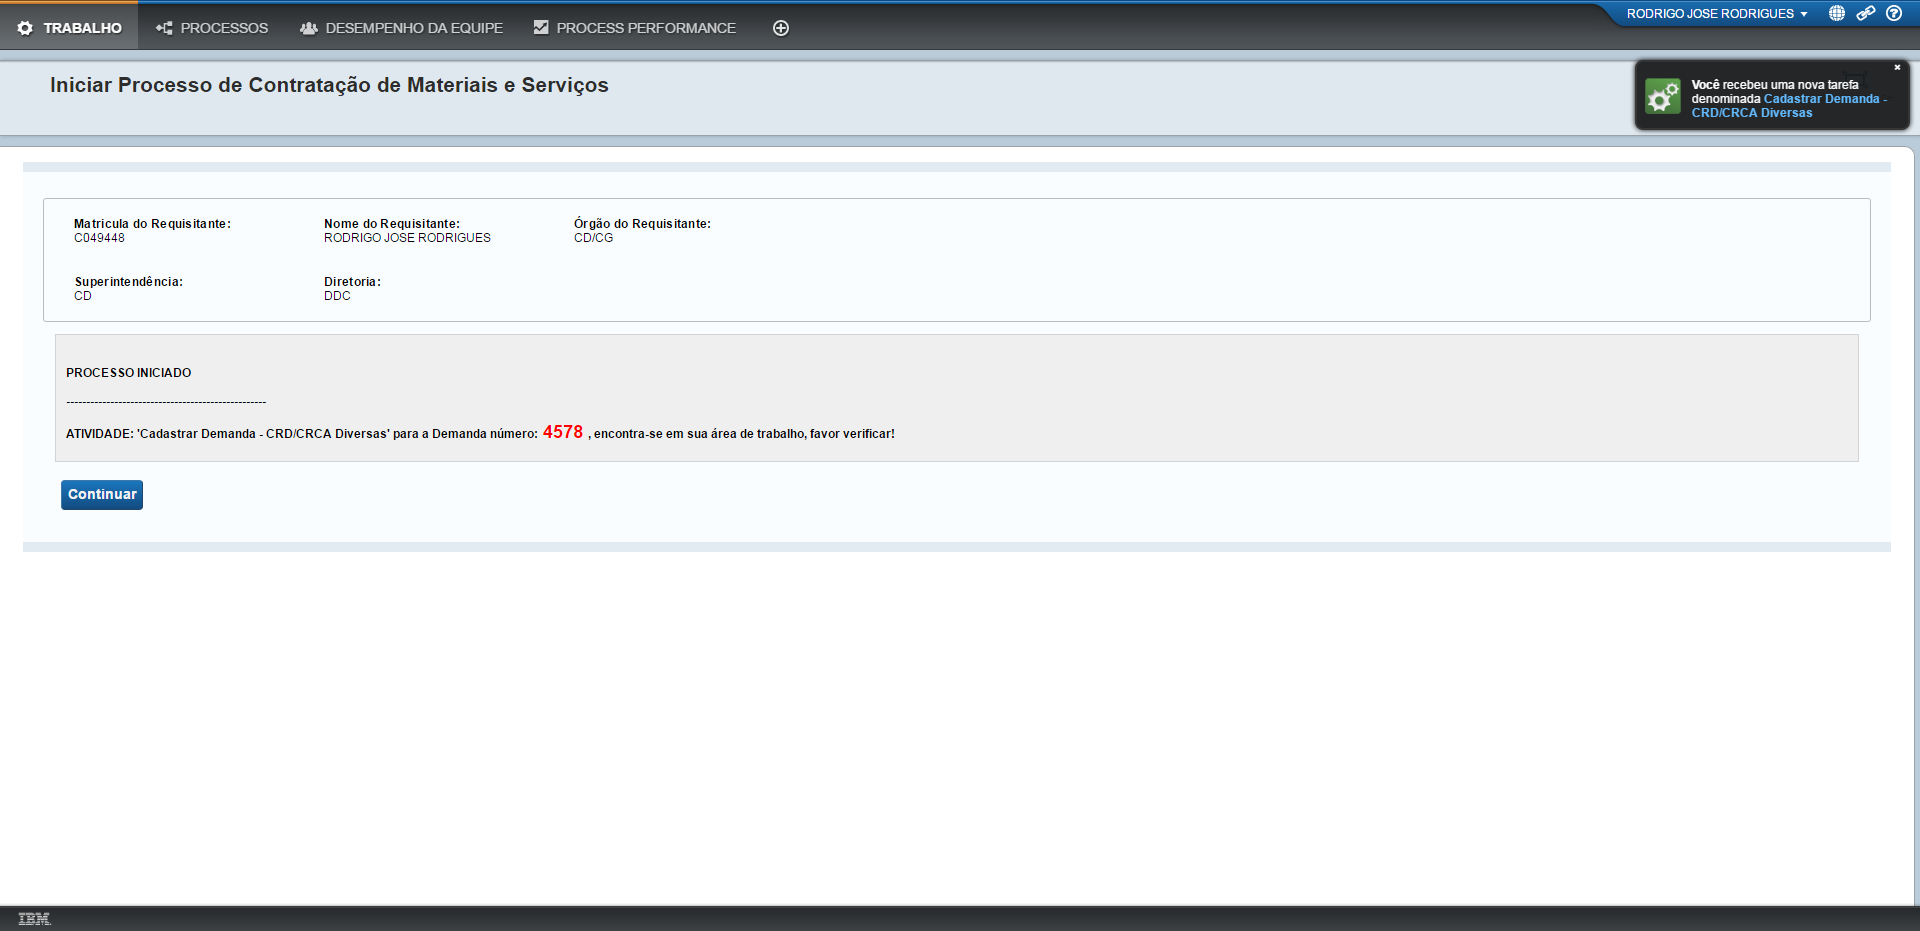 TRABALHO PROCESSOS DESEMPENHO DA EQUIPE PROCESS PERFORMANCE RODRIGO JOSE RODRIGUES
Iniciar Processo de Contratação de Materiais e Serviços
Você recebeu uma nova tarefa
denominada Cadastrar Demanda -
CRD/CRCA Diversas
Matricula do Requisitante: Nome do Requisitante: Órgão do Requisitante:
C049448 RODRIGO JOSE RODRIGUES CD/CG
Superintendência: Diretoria:
CD DDC
PROCESSO INICIADO
--------------------------------------------------
ATIVIDADE: 'Cadastrar Demanda - CRD/CRCA Diversas' para a Demanda número: 4578 , encontra-se em sua área de trabalho, favor verificar!
Continuar
IBM